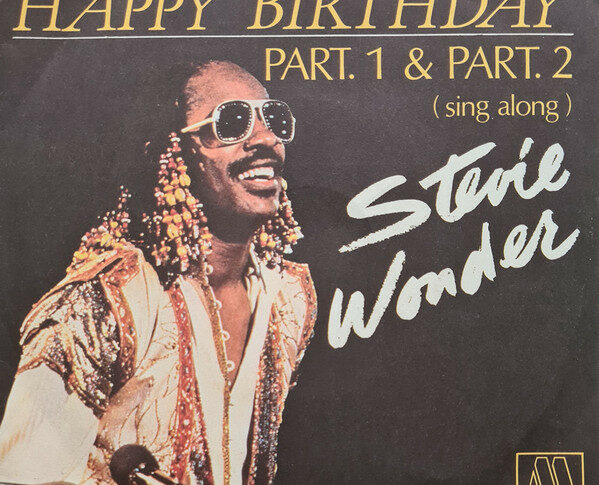 HAPPY BIRTHDAY
PART. 1 & PART. 2
( sing along )
Stevie
Wonder